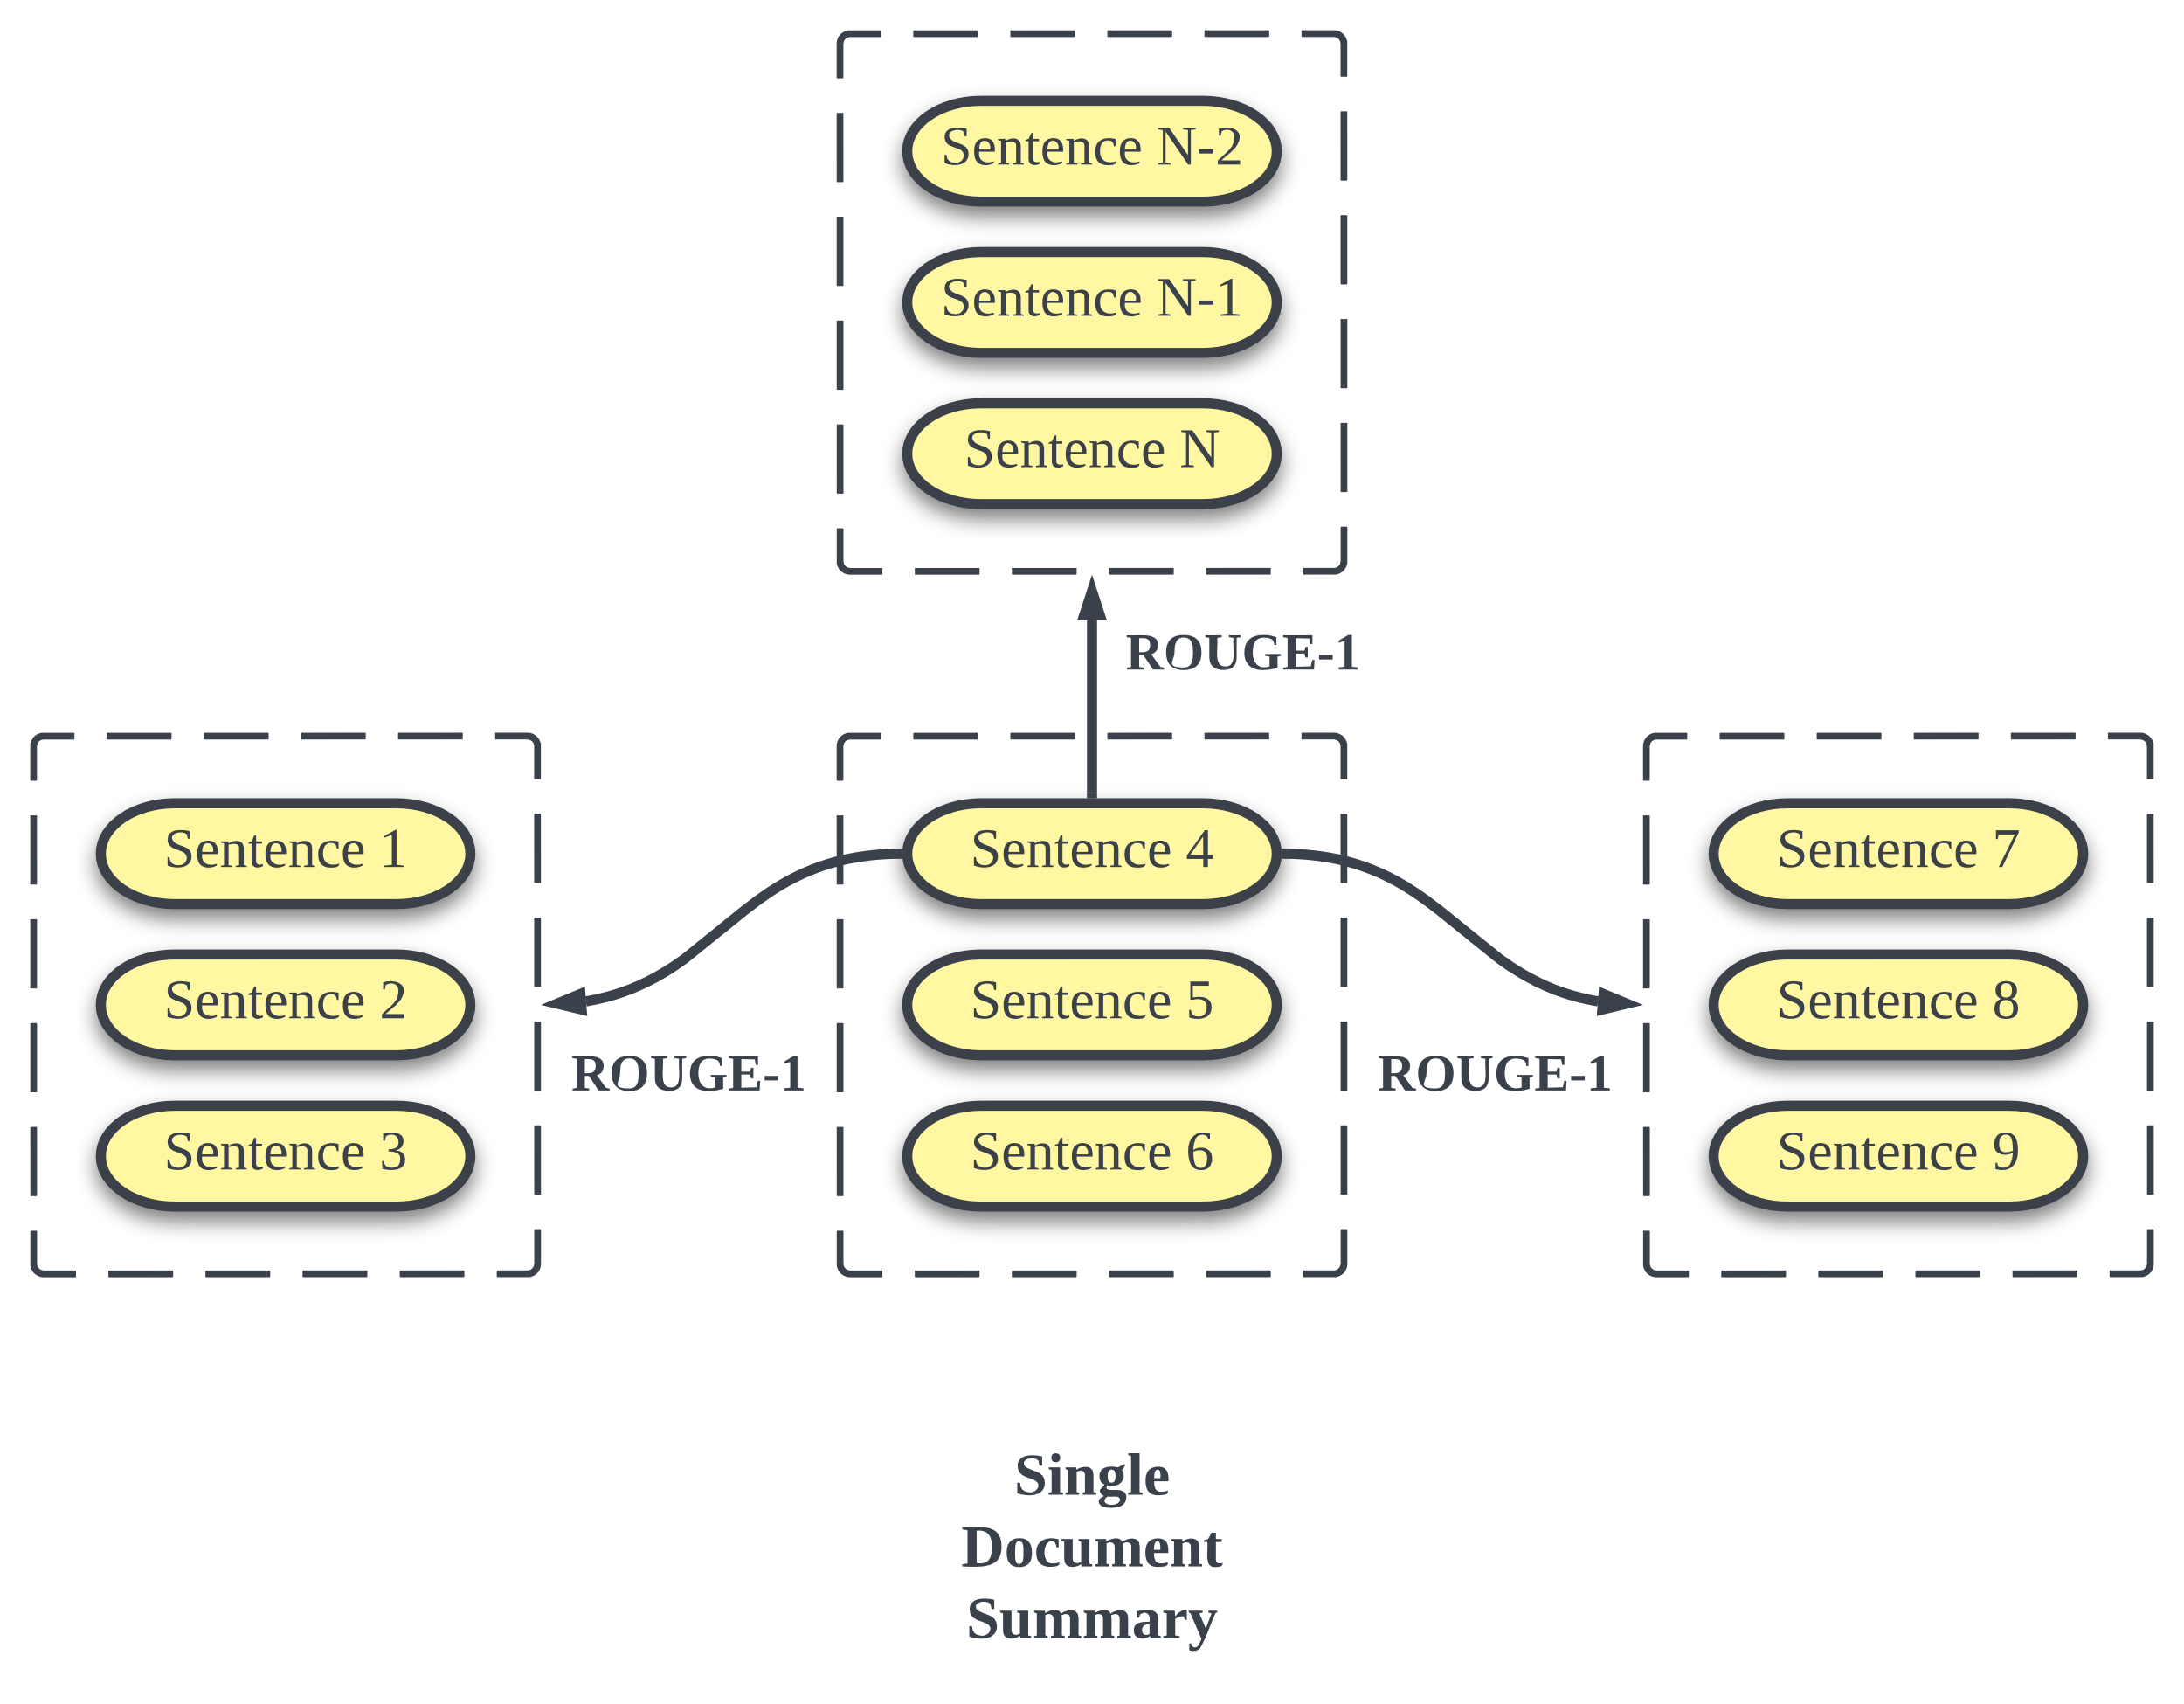 Sentence N-2
Sentence N-1
Sentence N
ROUGE-1
Sentence 1
Sentence 2
Sentence 3
ROUGE-1
Sentence 4
Sentence 5
Sentence 6
ROUGE-1
Sentence 7
Sentence 8
Sentence 9
Single
Document
Summary